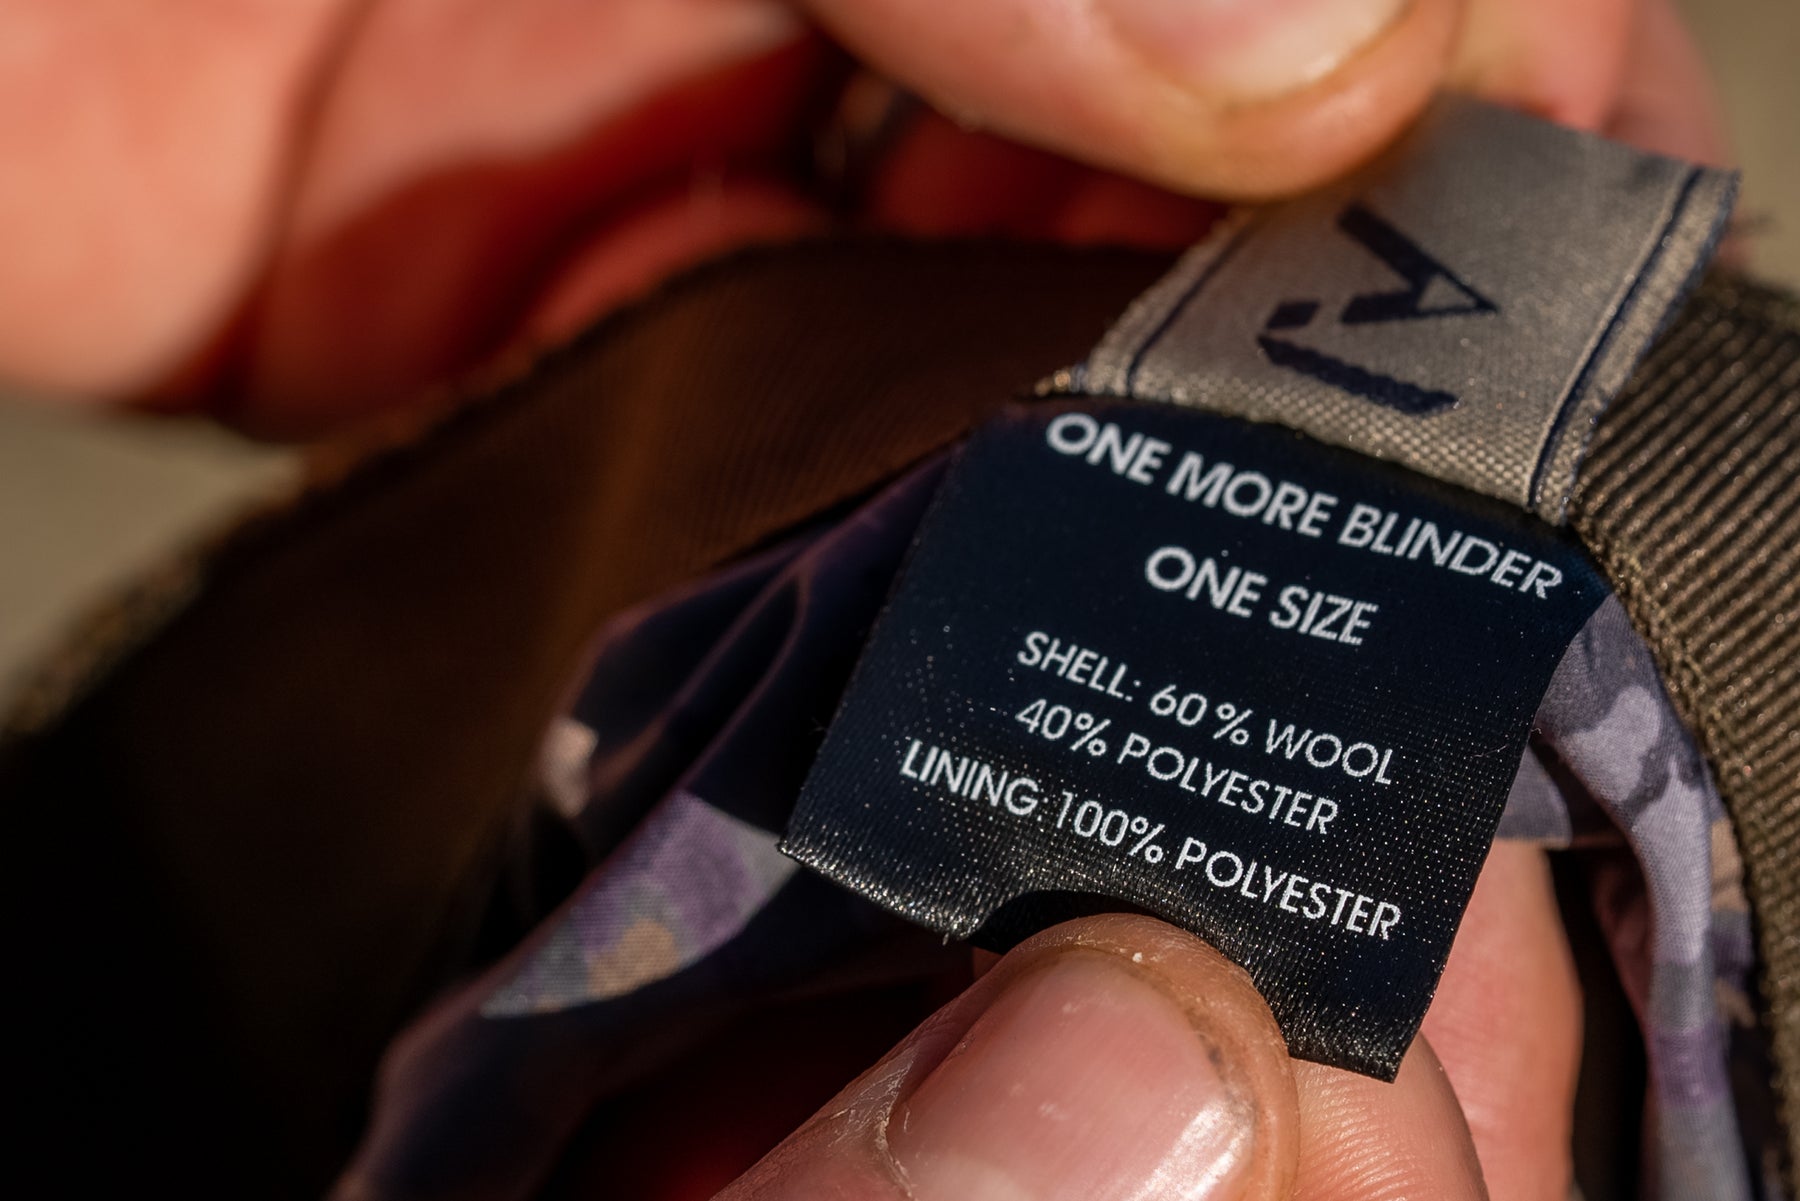 ONE MORE BLINDER
ONE SIZE
SHELL: 60% WOOL
40% POLYESTER
LINING: 100% POLYESTER